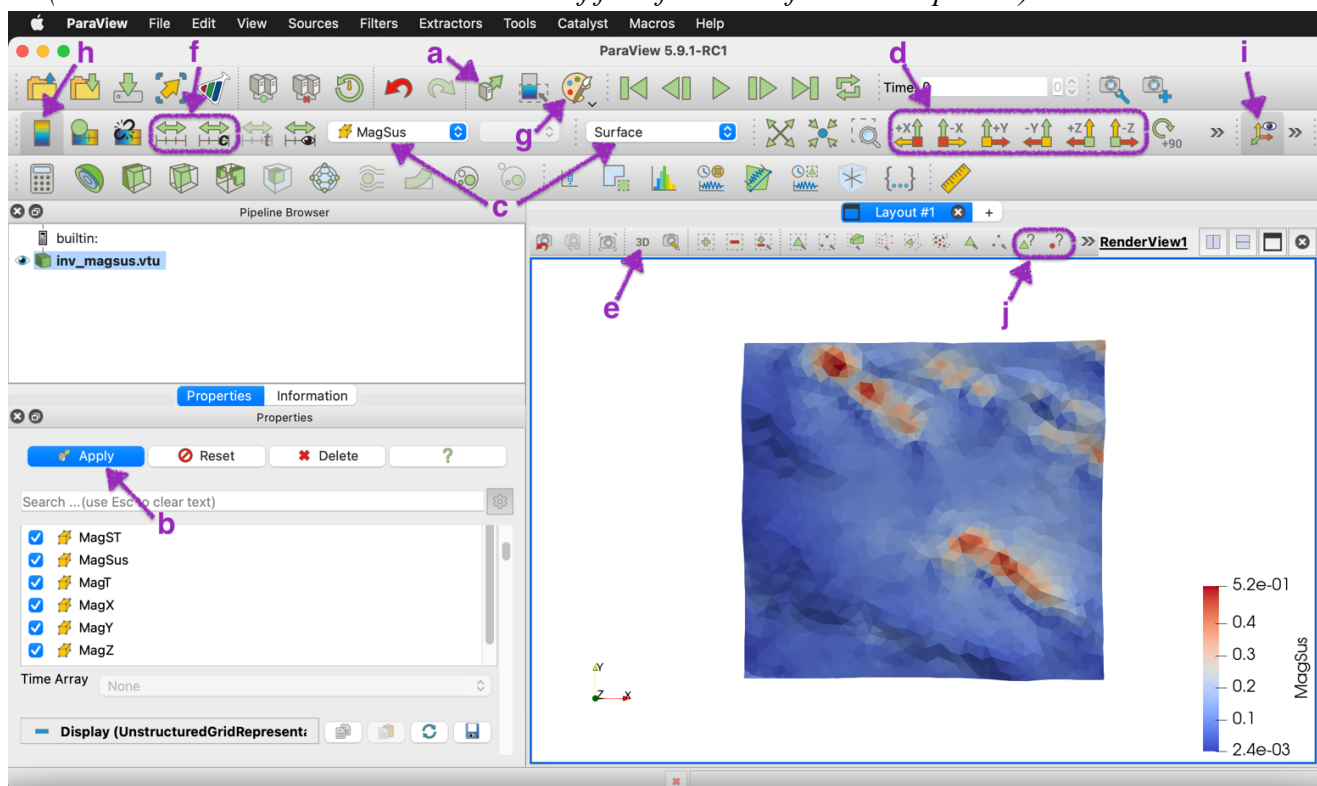 ParaView File Edit View Sources Filters Extractors Tools Catalyst Macros Help
ParaView 5.9.1-RC1
h f a d i
Time: 0 0
g
c t MagSus Surface +X -X +Y -Y +Z -Z +90 » »
{...}
c
Pipeline Browser
Layout #1 +
builtin:
3D ? ? » RenderView1
inv_magsus.vtu
e j
Properties Information
Properties
Apply Reset Delete ?
Search ...(use Esc to clear text)
b
MagST
MagSus
MagT
MagX
MagY
MagZ
Time Array None
Display (UnstructuredGridRepresenta
Y
Z X
5.2e-01
0.4
0.3
0.2
0.1
2.4e-03
MagSus